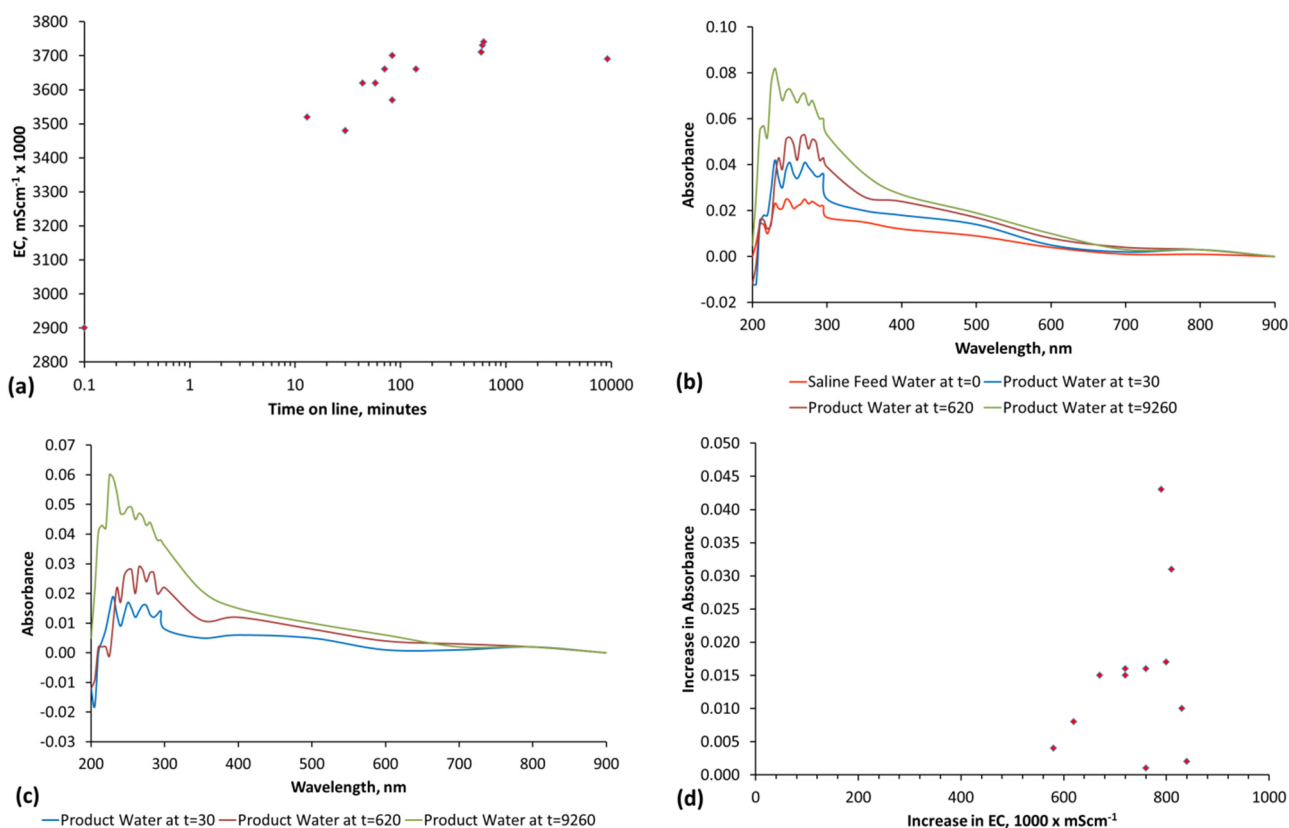 3800
3700
3600
3500
3400
3300
3200
3100
3000
2900
2800
EC, mScm⁻¹ x 1000
0.1 1 10 100 1000 10000
Time on line, minutes
(a)
0.10
0.08
0.06
0.04
0.02
0.00
-0.02
Absorbance
200 300 400 500 600 700 800 900
Wavelength, nm
(b)
Saline Feed Water at t=0 Product Water at t=30
Product Water at t=620 Product Water at t=9260
0.07
0.06
0.05
0.04
0.03
0.02
0.01
0.00
-0.01
-0.02
-0.03
Absorbance
200 300 400 500 600 700 800 900
Wavelength, nm
(c)
Product Water at t=30 Product Water at t=620 Product Water at t=9260
0.050
0.045
0.040
0.035
0.030
0.025
0.020
0.015
0.010
0.005
0.000
Increase in Absorbance
0 200 400 600 800 1000
Increase in EC, 1000 x mScm⁻¹
(d)